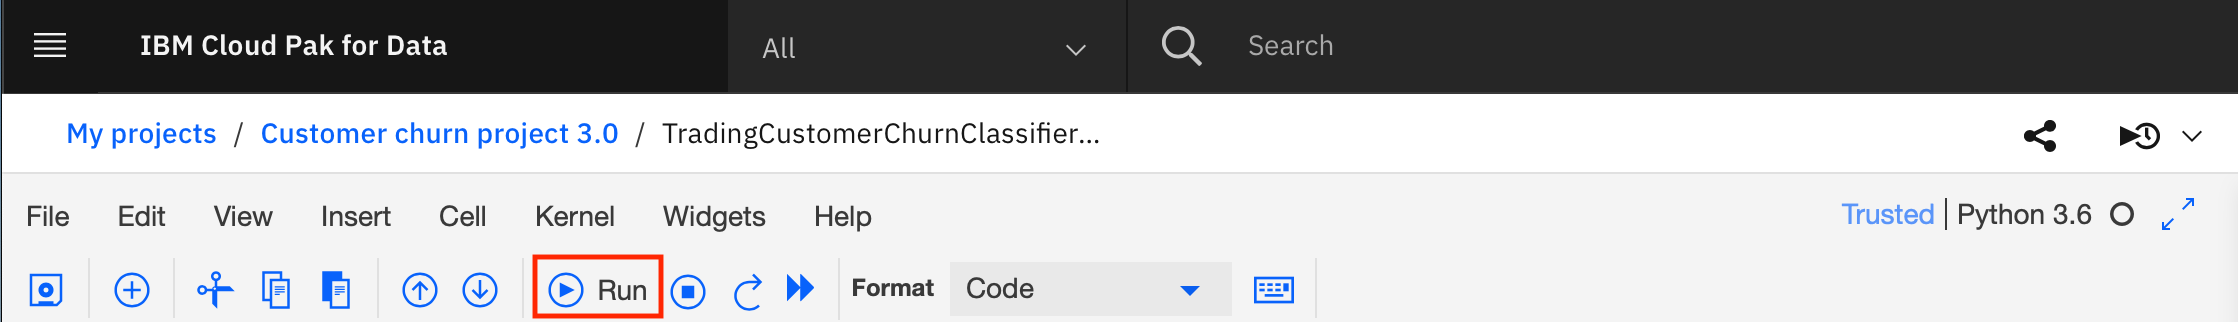 IBM Cloud Pak for Data All Search
My projects / Customer churn project 3.0 / TradingCustomerChurnClassifier...
File Edit View Insert Cell Kernel Widgets Help Trusted | Python 3.6
Run Format Code